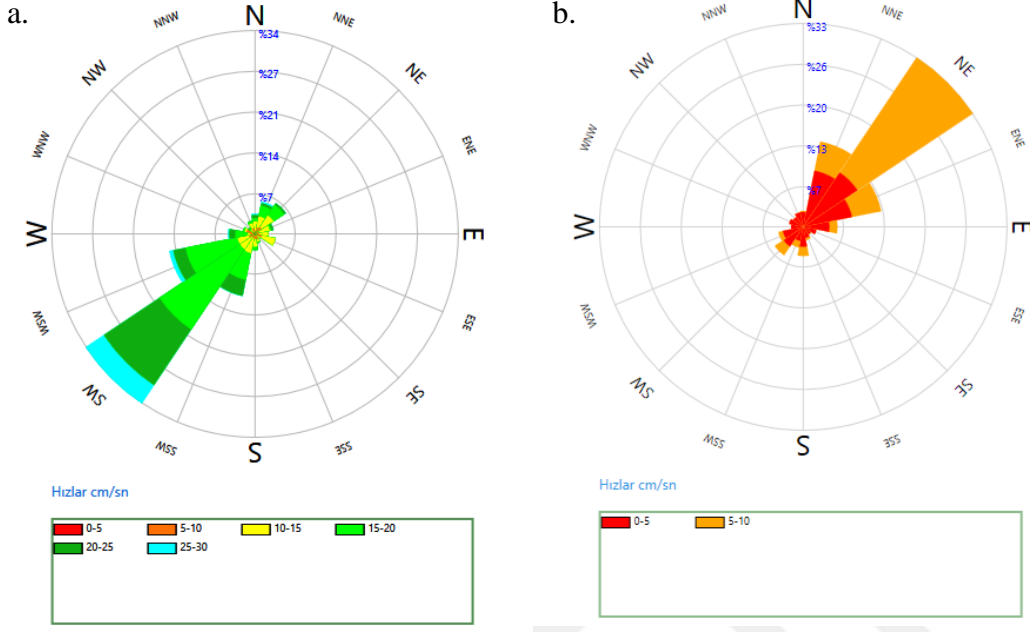 a.
N
NNE
NE
ENE
E
ESE
SE
SSE
S
SSW
SW
WSW
W
WNW
NW
NNW
%34
%27
%21
%14
%7
Hızlar cm/sn
0-5 5-10 10-15 15-20
20-25 25-30
b.
N
NNE
NE
ENE
E
ESE
SE
SSE
S
SSW
SW
WSW
W
WNW
NW
NNW
%33
%26
%20
%13
%7
Hızlar cm/sn
0-5 5-10